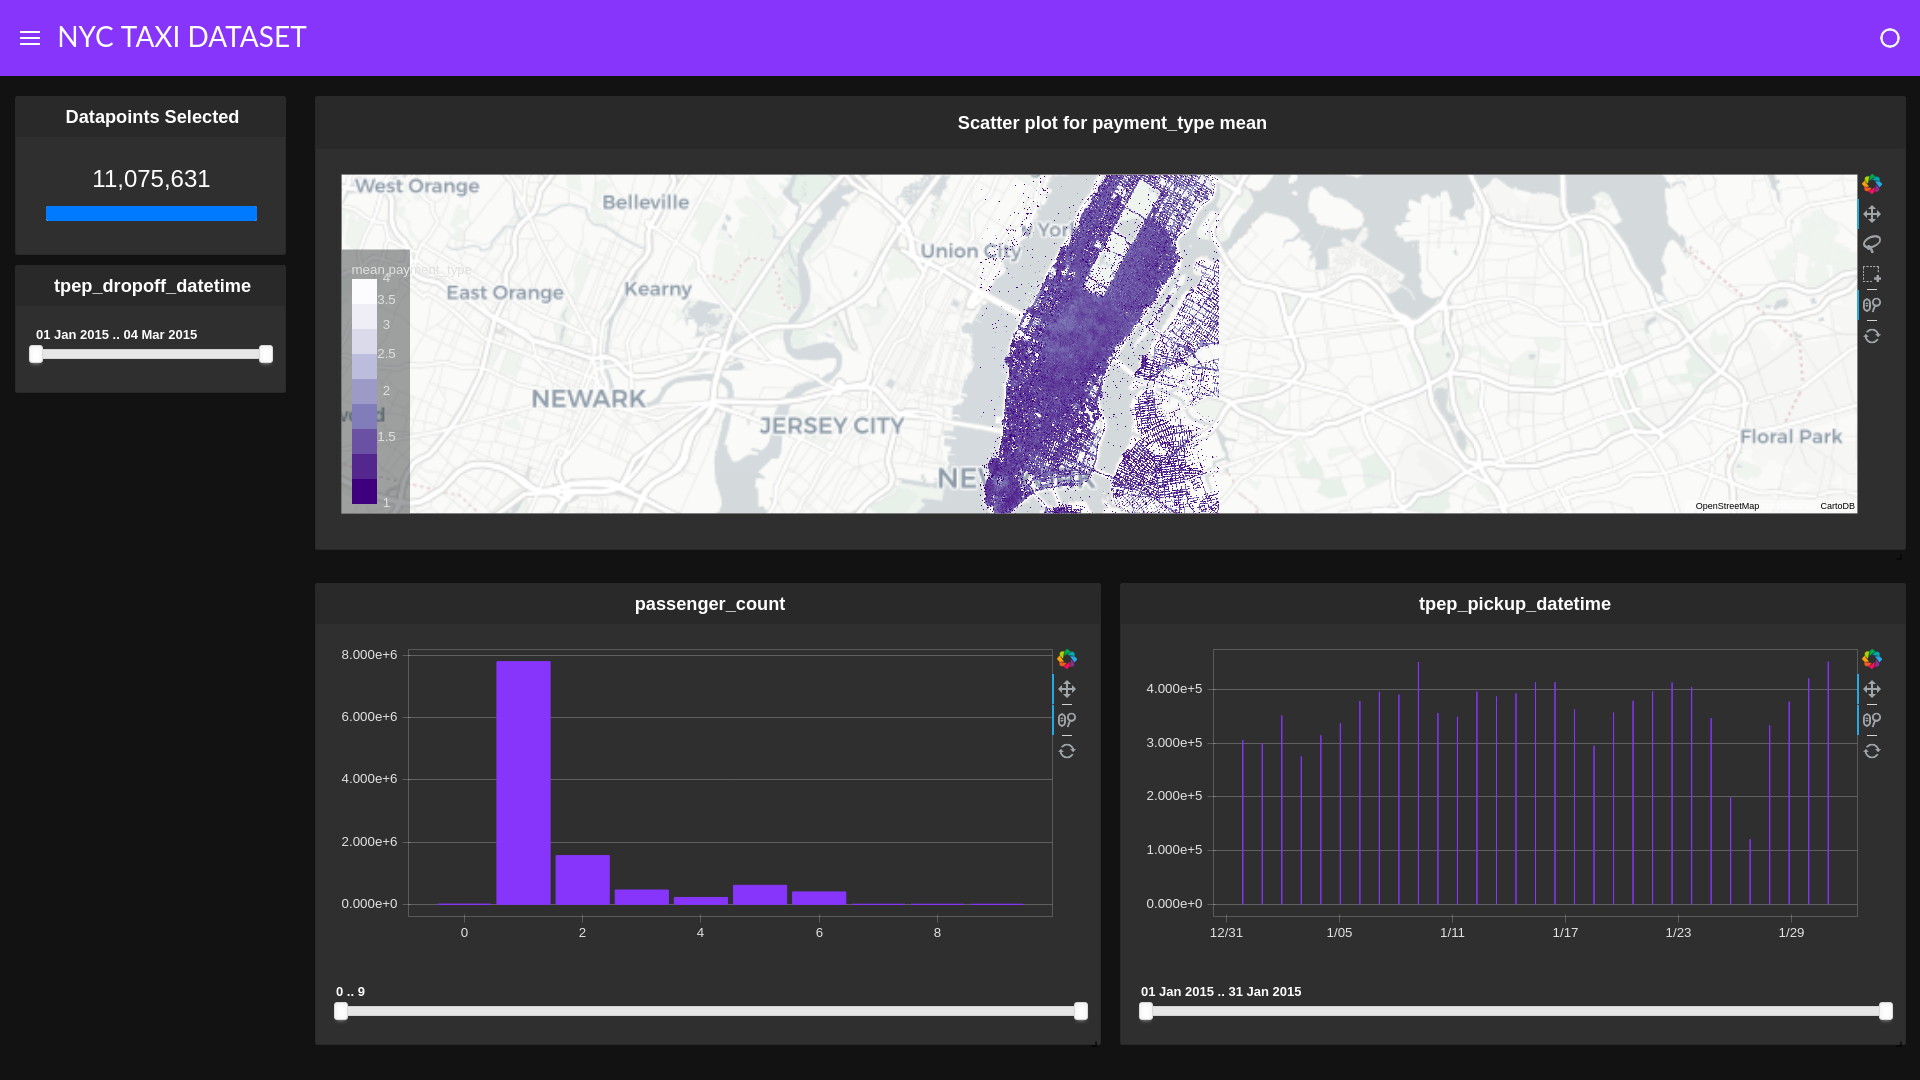 NYC TAXI DATASET
Datapoints Selected
11,075,631
tpep_dropoff_datetime
01 Jan 2015 .. 04 Mar 2015
Scatter plot for payment_type mean
West Orange
Belleville
Union City
East Orange
Kearny
NEWARK
JERSEY CITY
Floral Park
mean payment_type
4
3.5
3
2.5
2
1.5
1
OpenStreetMap
CartoDB
passenger_count
8.000e+6
6.000e+6
4.000e+6
2.000e+6
0.000e+0
0 2 4 6 8
0 .. 9
tpep_pickup_datetime
4.000e+5
3.000e+5
2.000e+5
1.000e+5
0.000e+0
12/31 1/05 1/11 1/17 1/23 1/29
01 Jan 2015 .. 31 Jan 2015